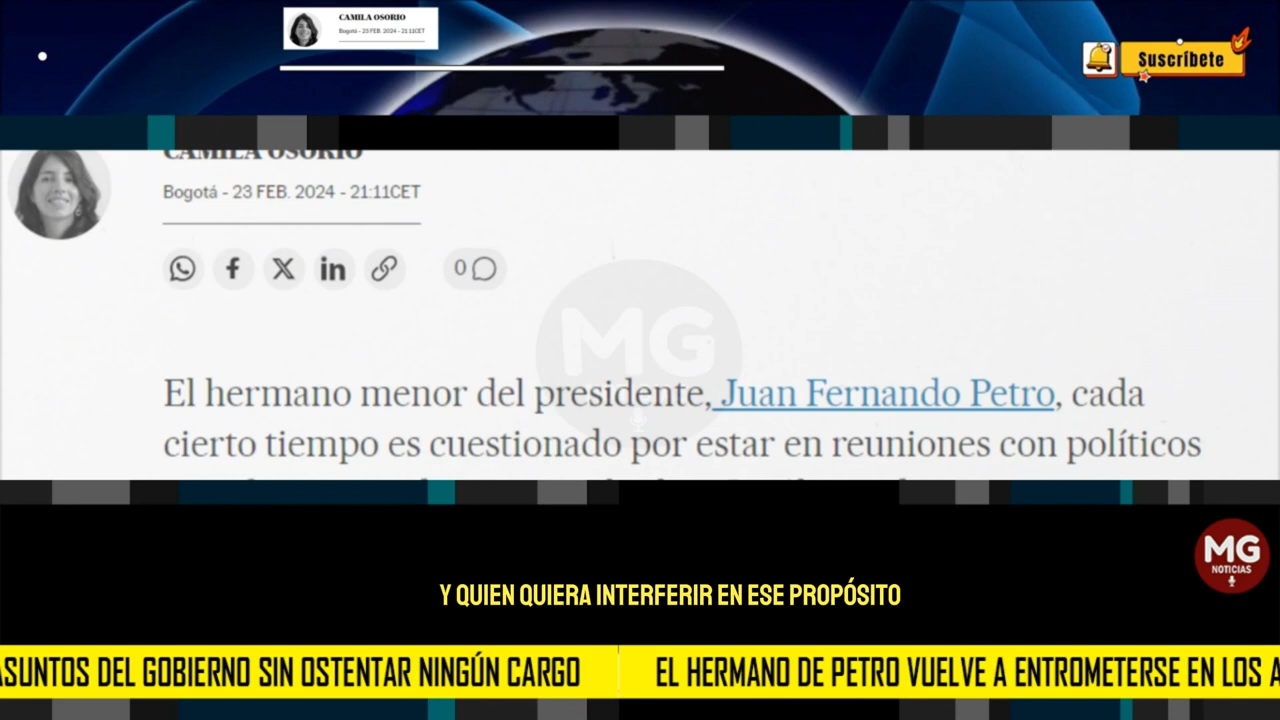 CAMILA OSORIO
Bogotá - 23 FEB. 2024 - 21:11CET
Suscríbete
CAMILA OSORIO
Bogotá - 23 FEB. 2024 - 21:11CET
0
MG
El hermano menor del presidente, Juan Fernando Petro, cada
cierto tiempo es cuestionado por estar en reuniones con políticos
MG
NOTICIAS
Y QUIEN QUIERA INTERFERIR EN ESE PROPÓSITO
ASUNTOS DEL GOBIERNO SIN OSTENTAR NINGÚN CARGO EL HERMANO DE PETRO VUELVE A ENTROMETERSE EN LOS A